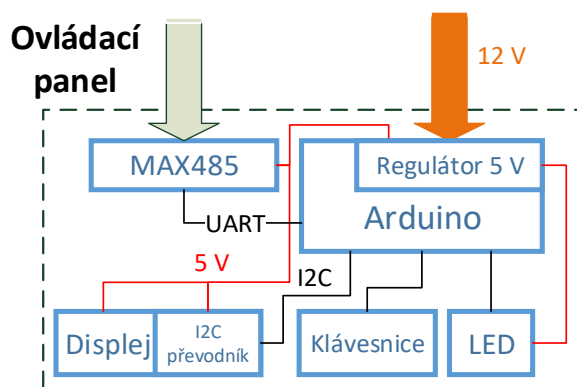 Ovládací
panel
12 V
MAX485
Regulátor 5 V
Arduino
UART
5 V
I2C
Displej
I2C
převodník
Klávesnice
LED